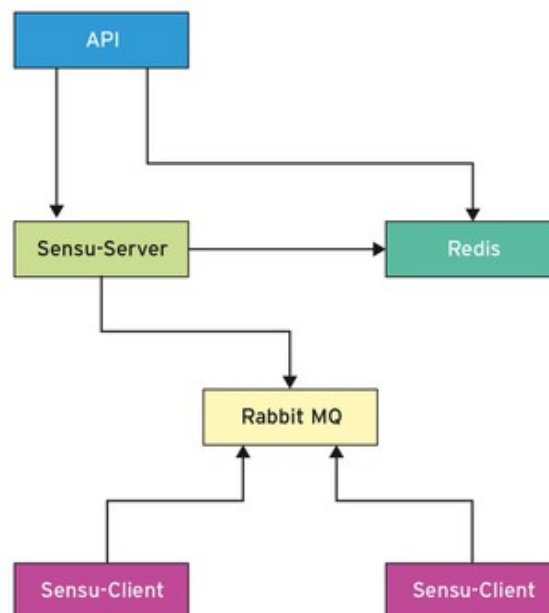 API
Sensu-Server
Redis
Rabbit MQ
Sensu-Client
Sensu-Client